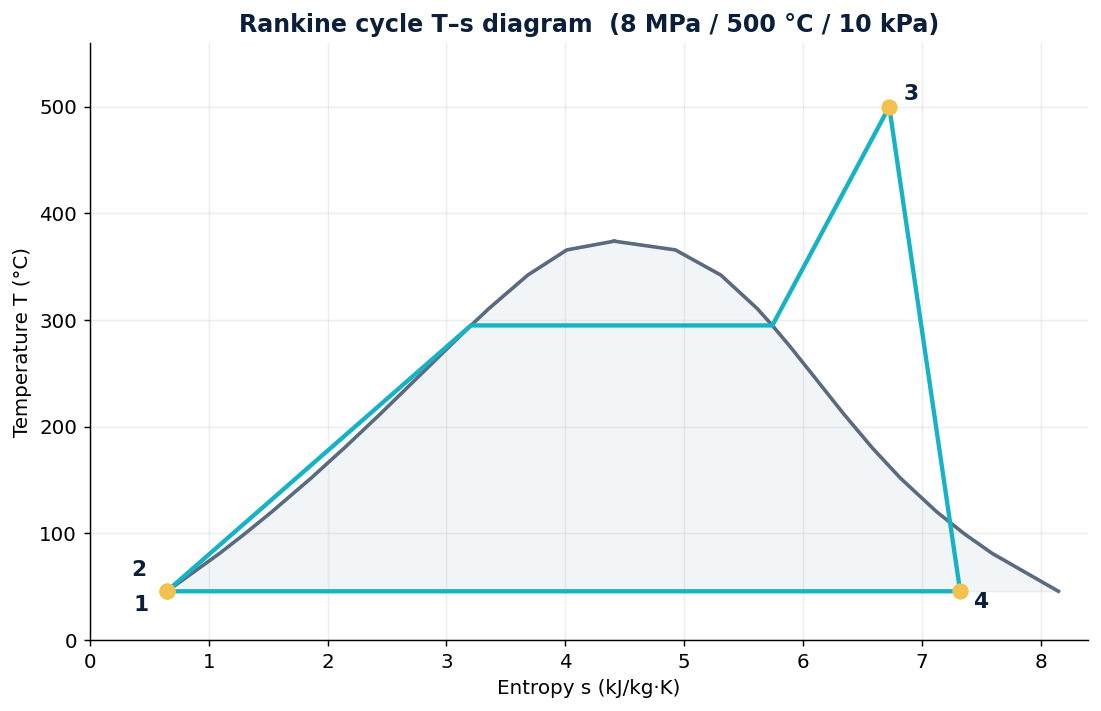 Rankine cycle T–s diagram  (8 MPa / 500 °C / 10 kPa)
Temperature T (°C)
500
400
300
200
100
0
3
2
1
4
0 1 2 3 4 5 6 7 8
Entropy s (kJ/kg·K)